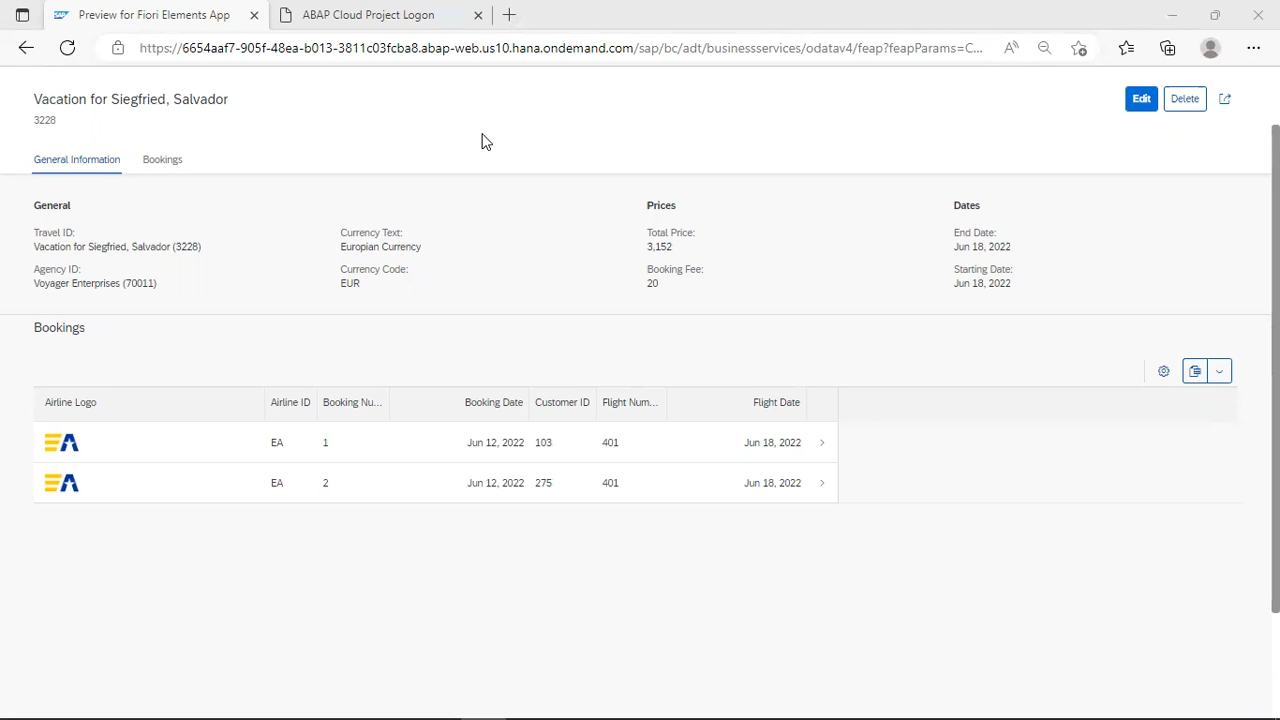 Preview for Fiori Elements App
ABAP Cloud Project Logon
https://6654aaf7-905f-48ea-b013-3811c03fcba8.abap-web.us10.hana.ondemand.com/sap/bc/adt/businessservices/odatav4/feap?feapParams=C...
Vacation for Siegfried, Salvador
3228
Edit
Delete
General Information
Bookings
General
Prices
Dates
Travel ID:
Currency Text:
Total Price:
End Date:
Vacation for Siegfried, Salvador (3228)
Europian Currency
3,152
Jun 18, 2022
Agency ID:
Currency Code:
Booking Fee:
Starting Date:
Voyager Enterprises (70011)
EUR
20
Jun 18, 2022
Bookings
Airline Logo Airline ID Booking Nu... Booking Date Customer ID Flight Num... Flight Date
EA EA 1 Jun 12, 2022 103 401 Jun 18, 2022
EA EA 2 Jun 12, 2022 275 401 Jun 18, 2022